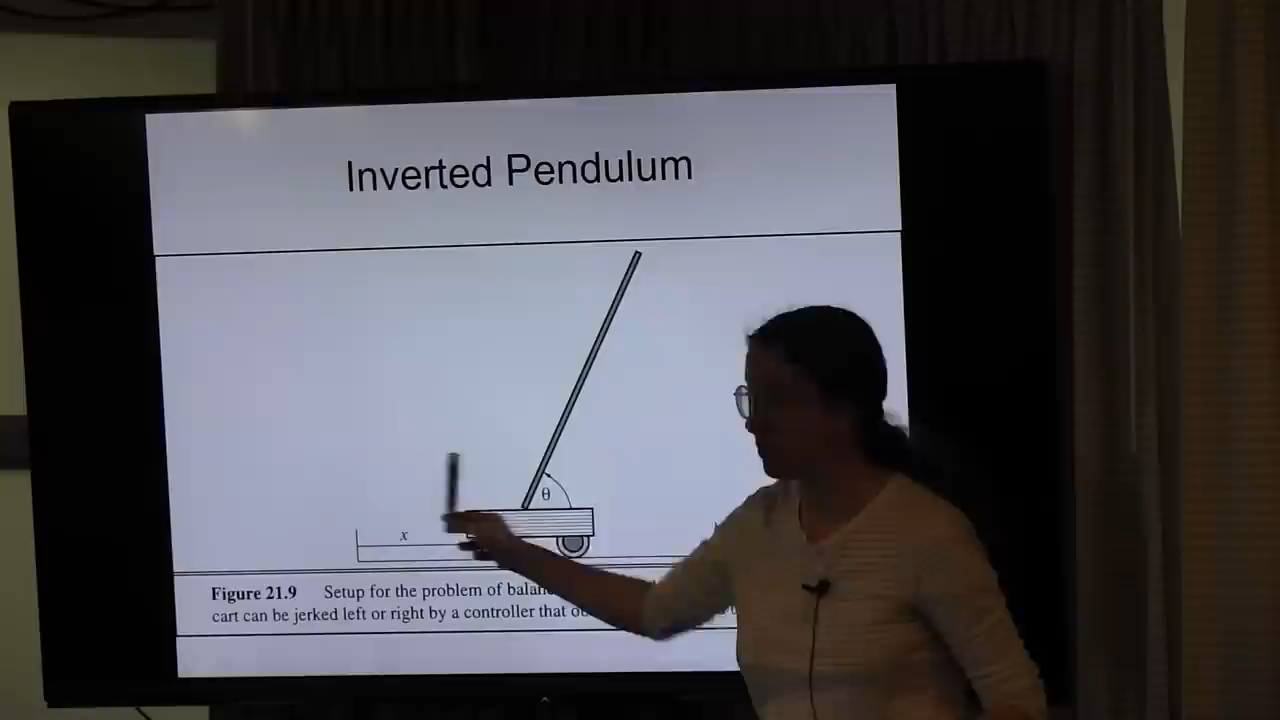 Inverted Pendulum
θ
x
Figure 21.9 Setup for the problem of
cart can be jerked left or right by a controller that